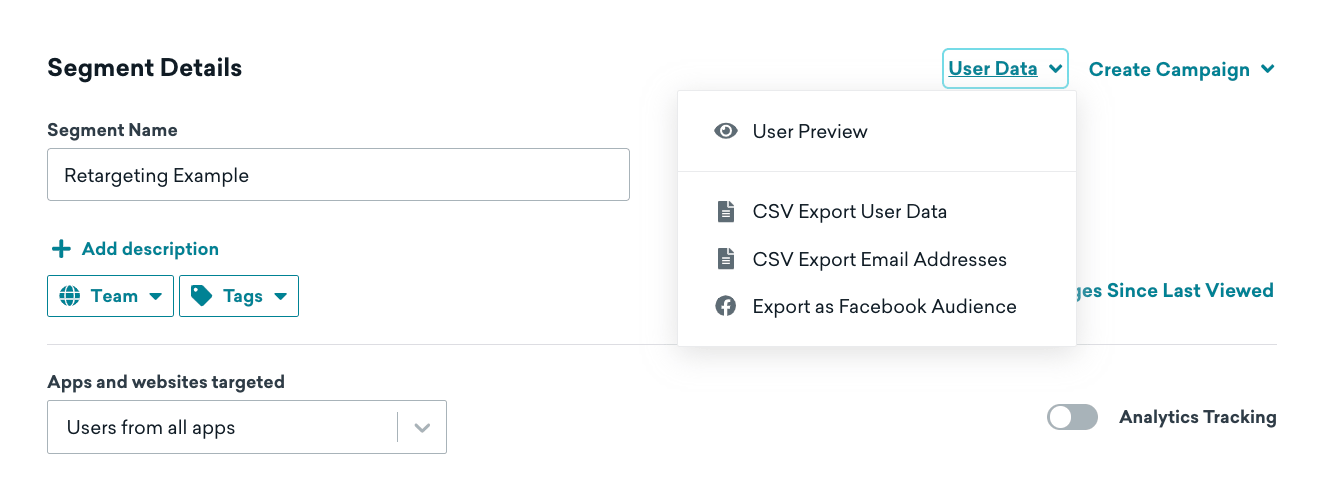 Segment Details
User Data
Create Campaign
User Preview
Segment Name
Retargeting Example
CSV Export User Data
Add description
CSV Export Email Addresses
Team
Tags
Since Last Viewed
Export as Facebook Audience
Apps and websites targeted
Users from all apps
Analytics Tracking